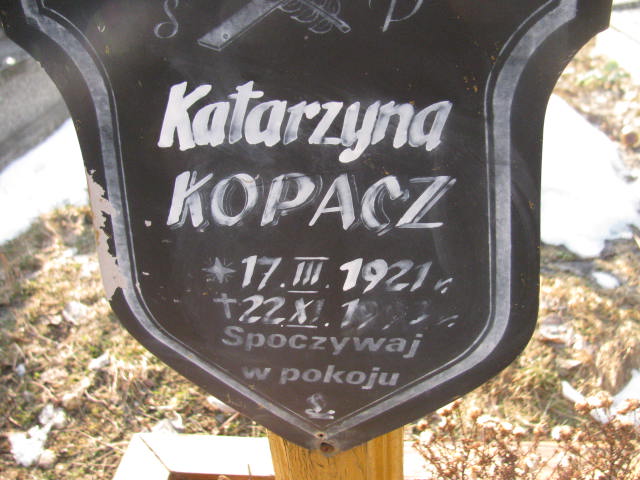 Ś P
Katarzyna
KOPACZ
* 17.III.1921 r.
† 22.XI.
Spoczywaj
w pokoju